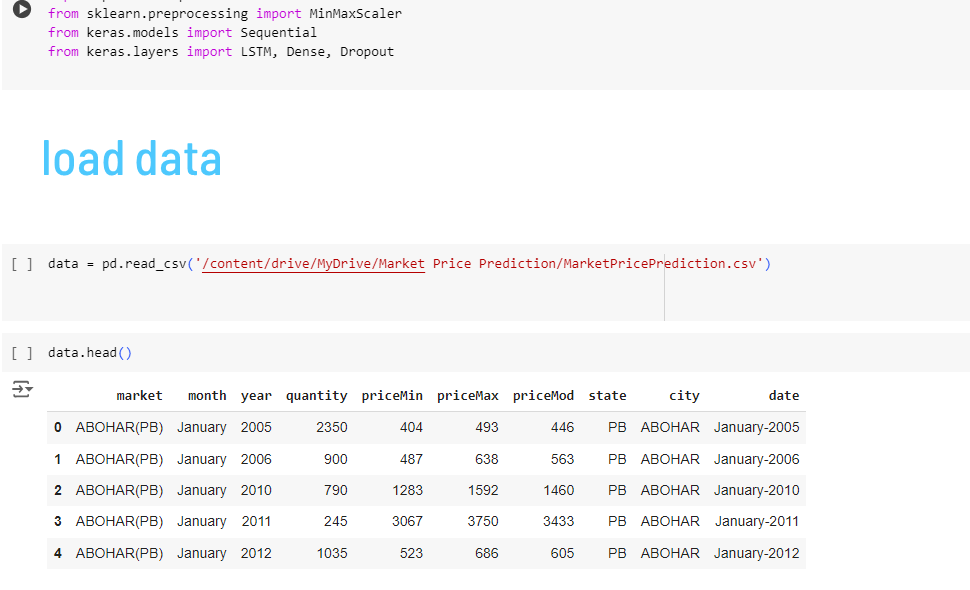 from sklearn.preprocessing import MinMaxScaler
from keras.models import Sequential
from keras.layers import LSTM, Dense, Dropout
load data
[ ] data = pd.read_csv('/content/drive/MyDrive/Market Price Prediction/MarketPricePrediction.csv')
[ ] data.head()
market month year quantity priceMin priceMax priceMod state city date
0 ABOHAR(PB) January 2005 2350 404 493 446 PB ABOHAR January-2005
1 ABOHAR(PB) January 2006 900 487 638 563 PB ABOHAR January-2006
2 ABOHAR(PB) January 2010 790 1283 1592 1460 PB ABOHAR January-2010
3 ABOHAR(PB) January 2011 245 3067 3750 3433 PB ABOHAR January-2011
4 ABOHAR(PB) January 2012 1035 523 686 605 PB ABOHAR January-2012